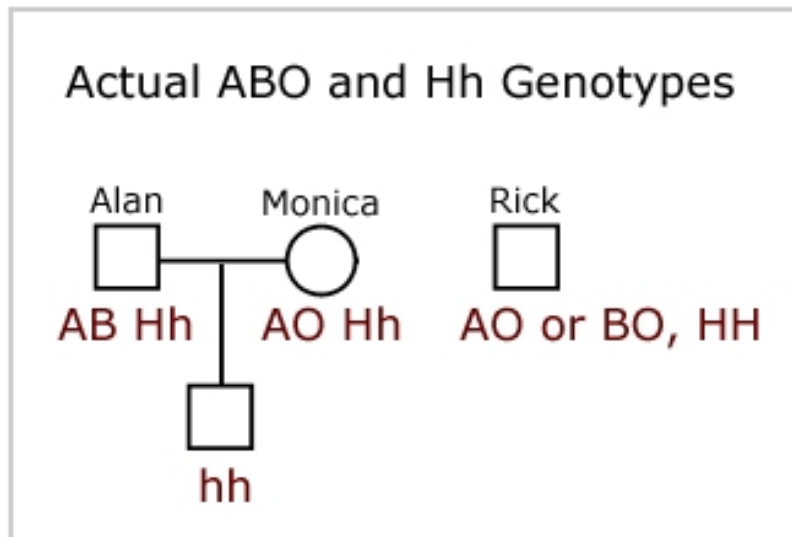 Actual ABO and Hh Genotypes
Alan Monica Rick
AB Hh AO Hh AO or BO, HH
hh